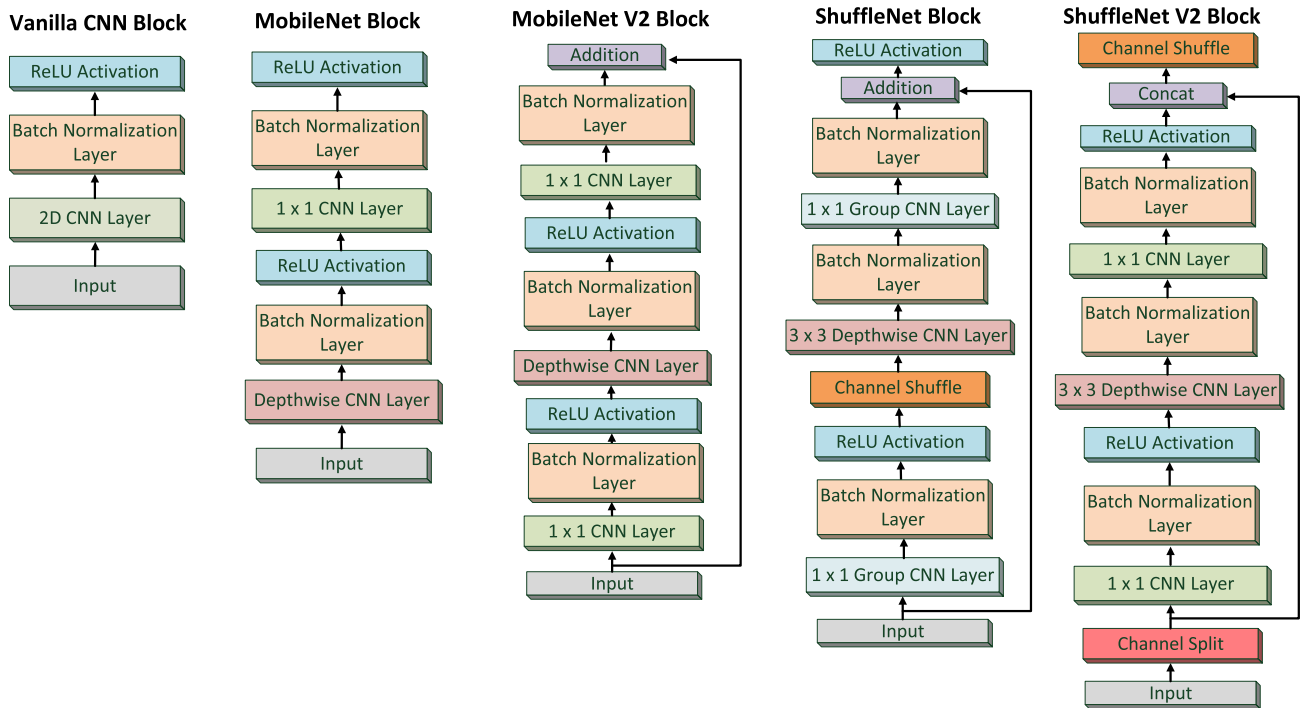 Vanilla CNN Block
ReLU Activation
Batch Normalization
Layer
2D CNN Layer
Input
MobileNet Block
ReLU Activation
Batch Normalization
Layer
1 x 1 CNN Layer
ReLU Activation
Batch Normalization
Layer
Depthwise CNN Layer
Input
MobileNet V2 Block
Addition
Batch Normalization
Layer
1 x 1 CNN Layer
ReLU Activation
Batch Normalization
Layer
Depthwise CNN Layer
ReLU Activation
Batch Normalization
Layer
1 x 1 CNN Layer
Input
ShuffleNet Block
ReLU Activation
Addition
Batch Normalization
Layer
1 x 1 Group CNN Layer
Batch Normalization
Layer
3 x 3 Depthwise CNN Layer
Channel Shuffle
ReLU Activation
Batch Normalization
Layer
1 x 1 Group CNN Layer
Input
ShuffleNet V2 Block
Channel Shuffle
Concat
ReLU Activation
Batch Normalization
Layer
1 x 1 CNN Layer
Batch Normalization
Layer
3 x 3 Depthwise CNN Layer
ReLU Activation
Batch Normalization
Layer
1 x 1 CNN Layer
Channel Split
Input